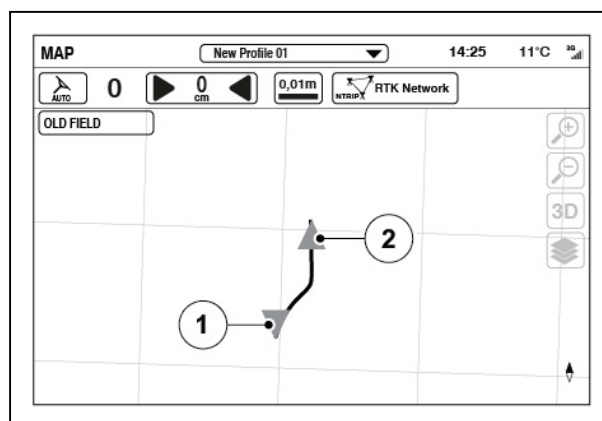 MAP New Profile 01 14:25 11°C 3G
AUTO 0 0 cm 0,01m NTRIP RTK Network
OLD FIELD
3D
2
1